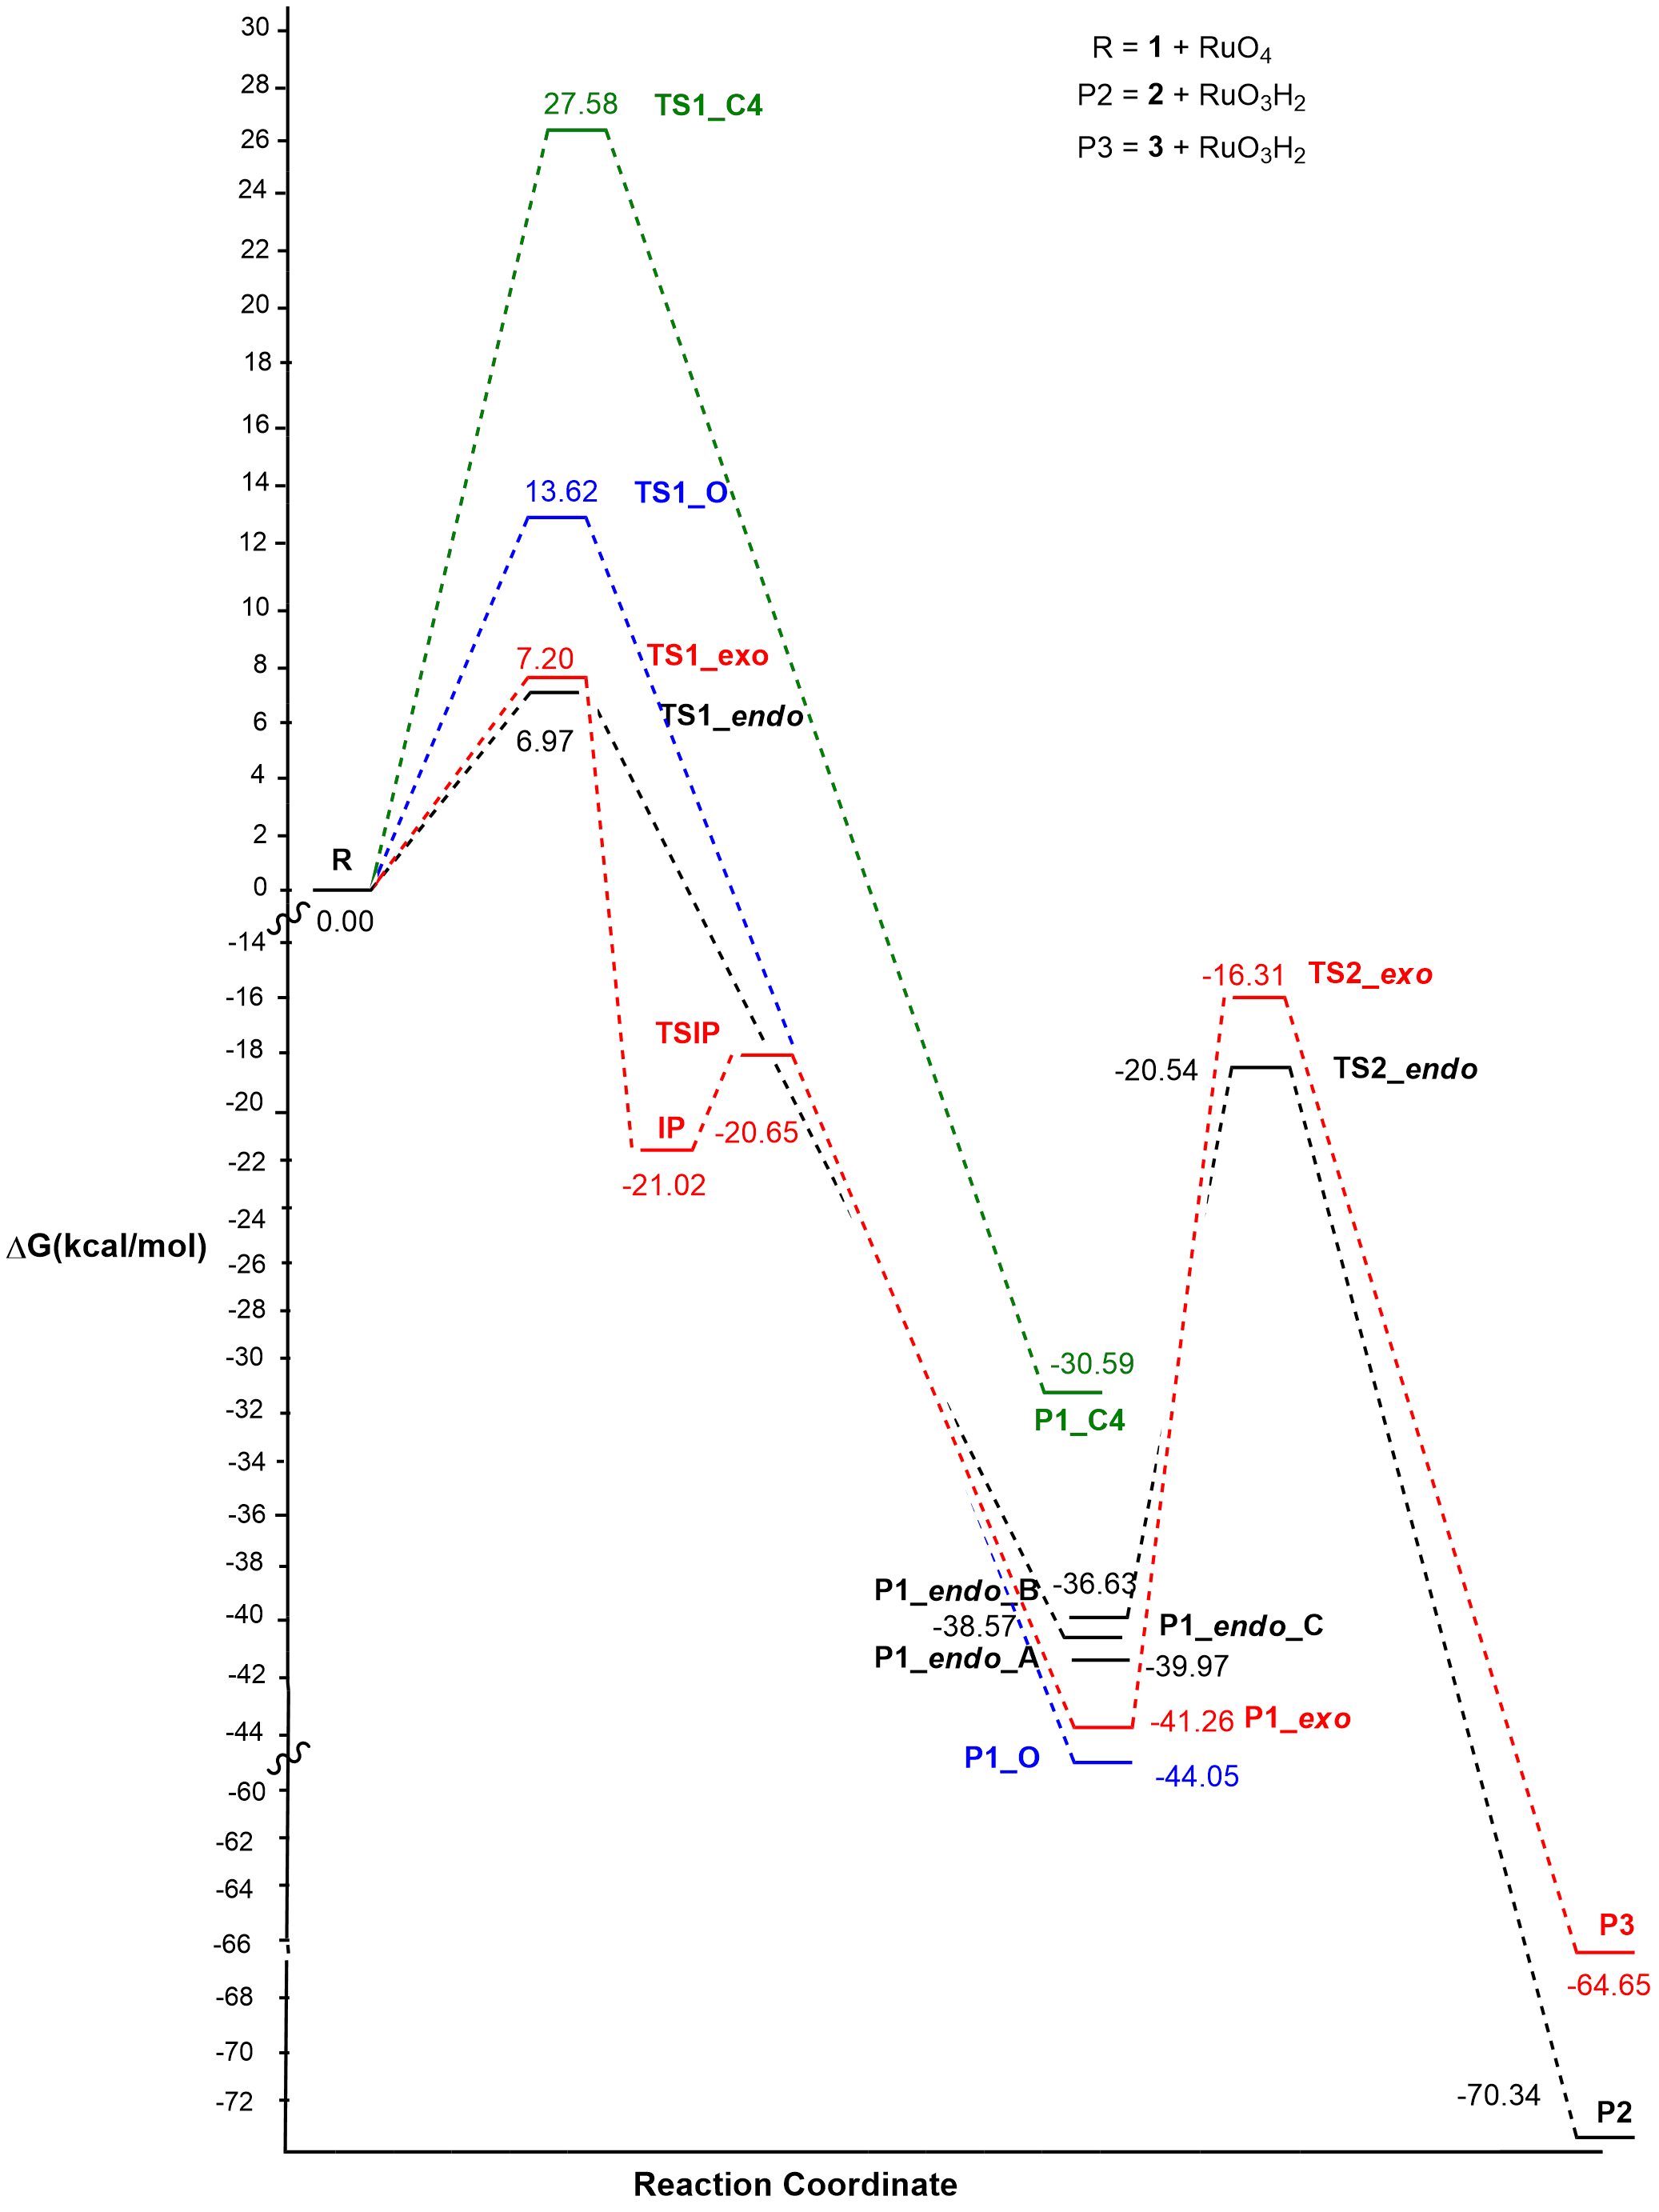 R = 1 + RuO4
P2 = 2 + RuO3H2
P3 = 3 + RuO3H2
30
28
26
24
22
20
18
16
14
12
10
8
6
4
2
0
-14
-16
-18
-20
-22
-24
-26
-28
-30
-32
-34
-36
-38
-40
-42
-44
-60
-62
-64
-66
-68
-70
-72
ΔG(kcal/mol)
27.58 TS1_C4
13.62 TS1_O
7.20 TS1_exo
TS1_endo
6.97
R
0.00
-16.31 TS2_exo
TSIP
-20.54 TS2_endo
IP -20.65
-21.02
-30.59
P1_C4
P1_endo_B -36.63
-38.57 P1_endo_C
P1_endo_A -39.97
-41.26 P1_exo
P1_O
-44.05
P3
-64.65
-70.34
P2
Reaction Coordinate